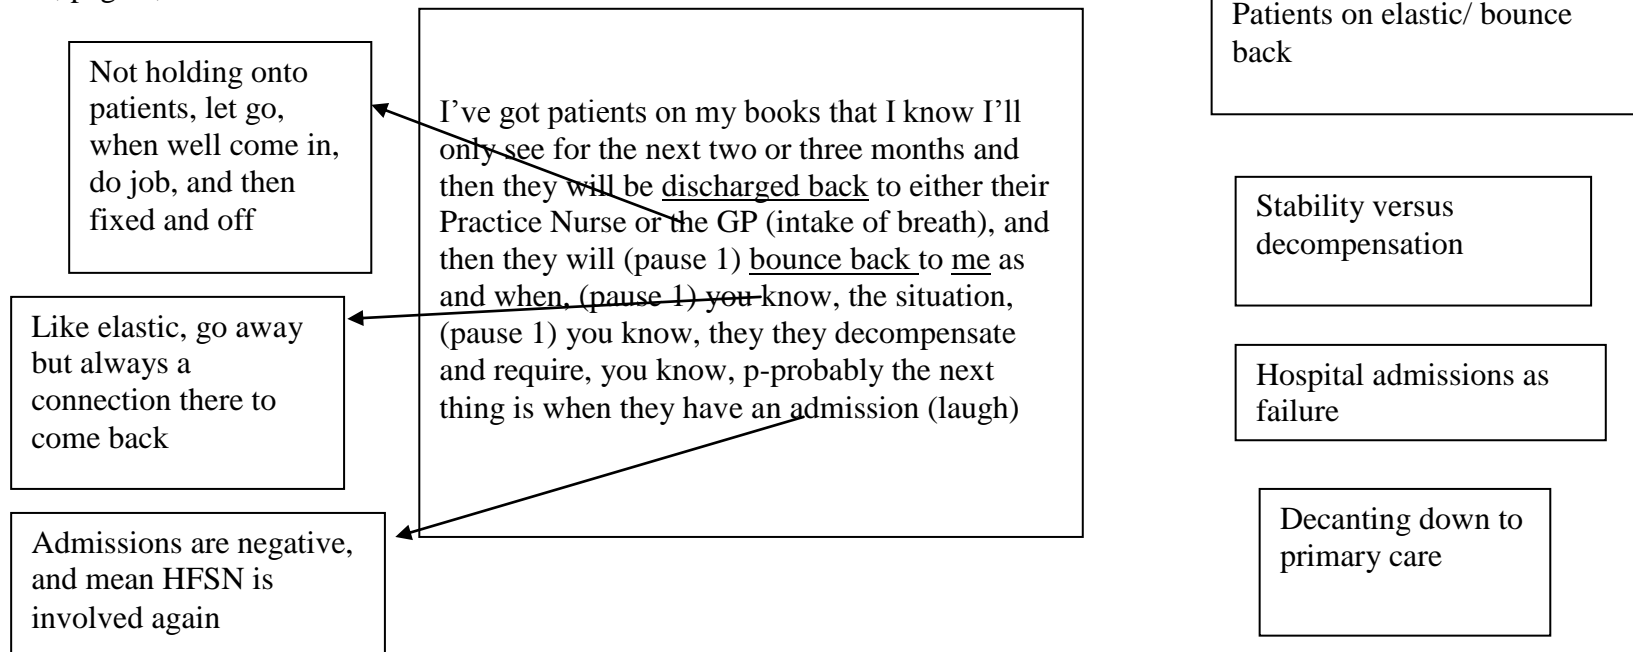 Not holding onto
patients, let go,
when well come in,
do job, and then
fixed and off
Like elastic, go away
but always a
connection there to
come back
Admissions are negative,
and mean HFSN is
involved again
I’ve got patients on my books that I know I’ll
only see for the next two or three months and
then they will be discharged back to either their
Practice Nurse or the GP (intake of breath), and
then they will (pause 1) bounce back to me as
and when, (pause 1) you know, the situation,
(pause 1) you know, they they decompensate
and require, you know, p-probably the next
thing is when they have an admission (laugh)
Patients on elastic/ bounce
back
Stability versus
decompensation
Hospital admissions as
failure
Decanting down to
primary care